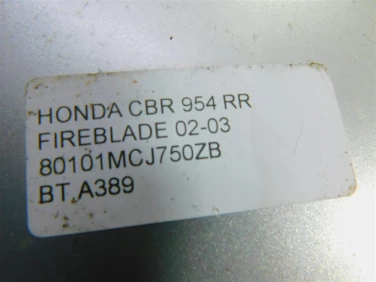 HONDA CBR 954 RR
FIREBLADE 02-03
80101MCJ750ZB
BT A389